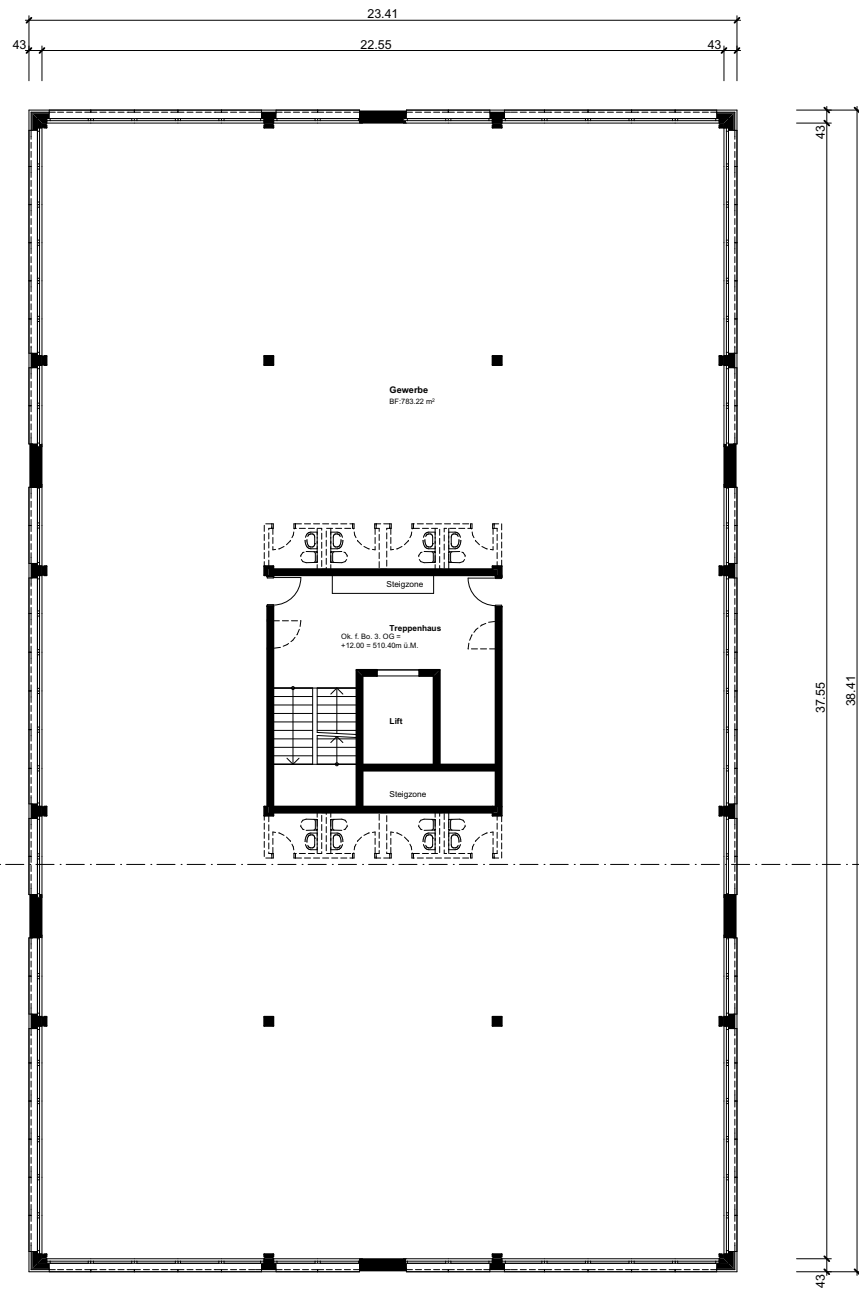 23.41
43
22.55
43
43
Gewerbe
BF:783.22 m²
Steigzone
Treppenhaus
Ok. f. Bo. 3. OG =
+12.00 = 510.40m ü.M.
37.55
38.41
Lift
Steigzone
43